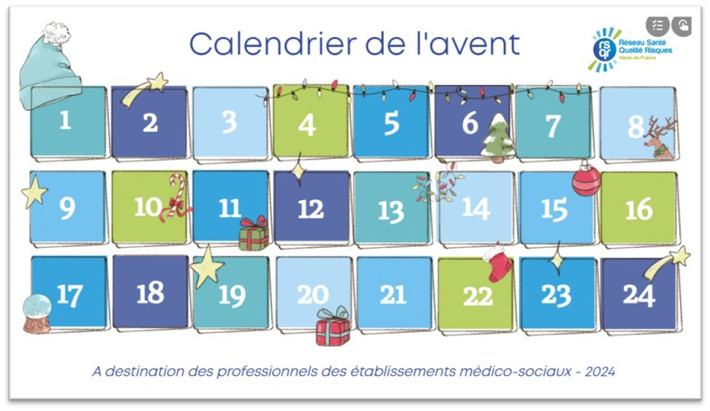 Calendrier de l'avent
rs
qr
Réseau Santé
Qualité Risques
Hauts-de-France
1 2 3 4 5 6 7 8
9 10 11 12 13 14 15 16
17 18 19 20 21 22 23 24
A destination des professionnels des établissements médico-sociaux - 2024